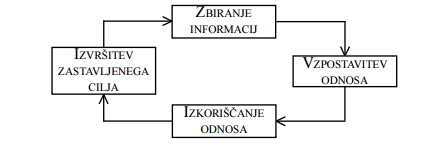 ZBIRANJE
INFORMACIJ
VZPOSTAVITEV
ODNOSA
IZKORIŠČANJE
ODNOSA
IZVRŠITEV
ZASTAVLJENEGA
CILJA